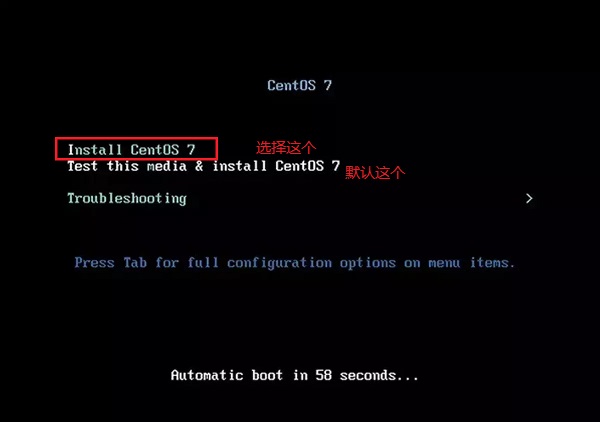 CentOS 7
Install CentOS 7 选择这个
Test this media & install CentOS 7 默认这个
Troubleshooting >
Press Tab for full configuration options on menu items.
Automatic boot in 58 seconds...